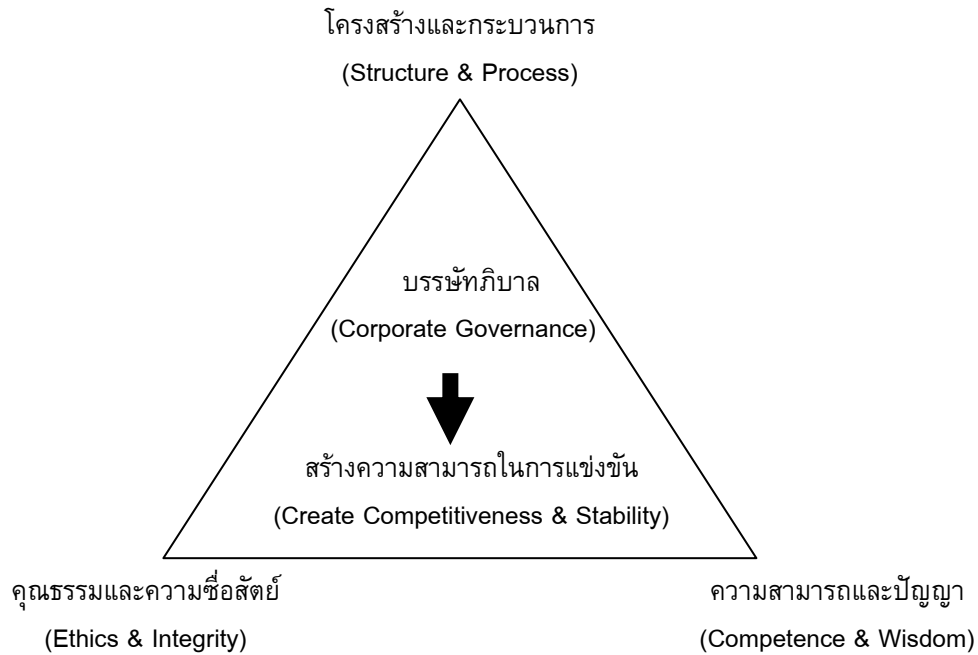 โครงสร้างและกระบวนการ
(Structure & Process)
บรรษัทภิบาล
(Corporate Governance)
สร้างความสามารถในการแข่งขัน
(Create Competitiveness & Stability)
คุณธรรมและความซื่อสัตย์
(Ethics & Integrity)
ความสามารถและปัญญา
(Competence & Wisdom)